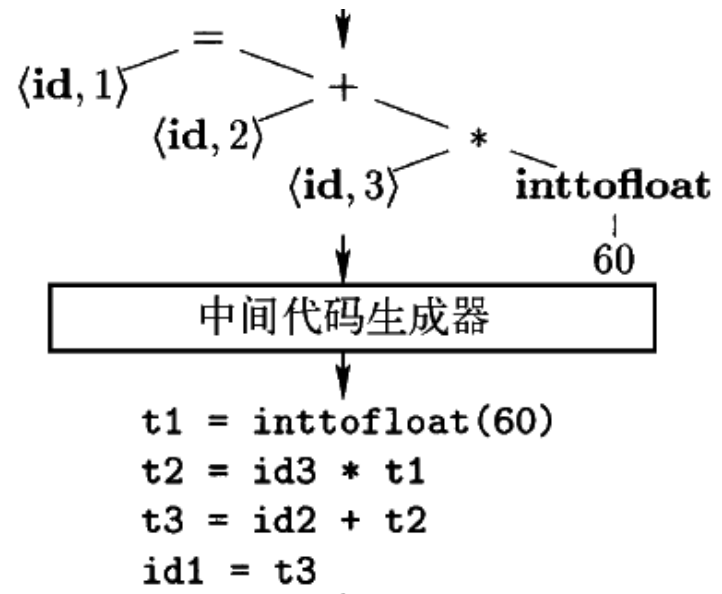 =
⟨id, 1⟩ +
⟨id, 2⟩ *
⟨id, 3⟩ inttofloat
60
中间代码生成器
t1 = inttofloat(60)
t2 = id3 * t1
t3 = id2 + t2
id1 = t3